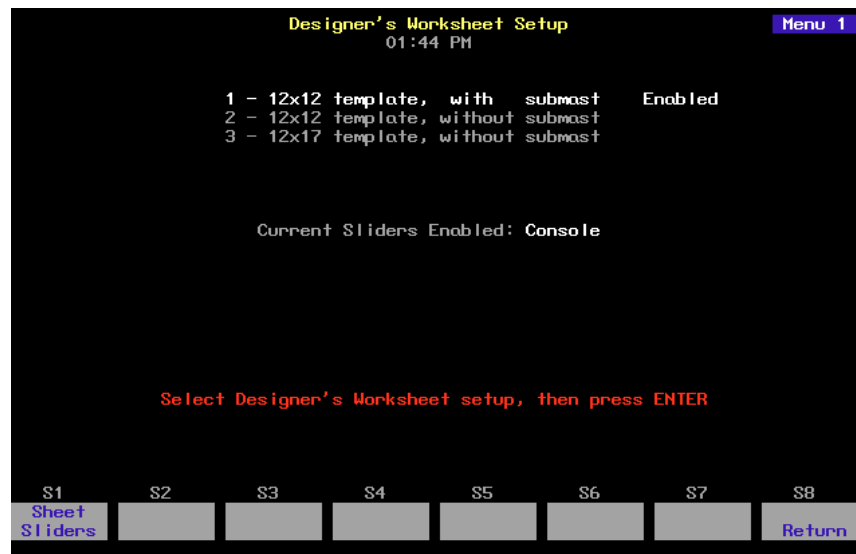 Designer's Worksheet Setup Menu 1
01:44 PM
1 - 12x12 template, with submast Enabled
2 - 12x12 template, without submast
3 - 12x17 template, without submast
Current Sliders Enabled: Console
Select Designer's Worksheet setup, then press ENTER
S1 S2 S3 S4 S5 S6 S7 S8
Sheet
Sliders Return